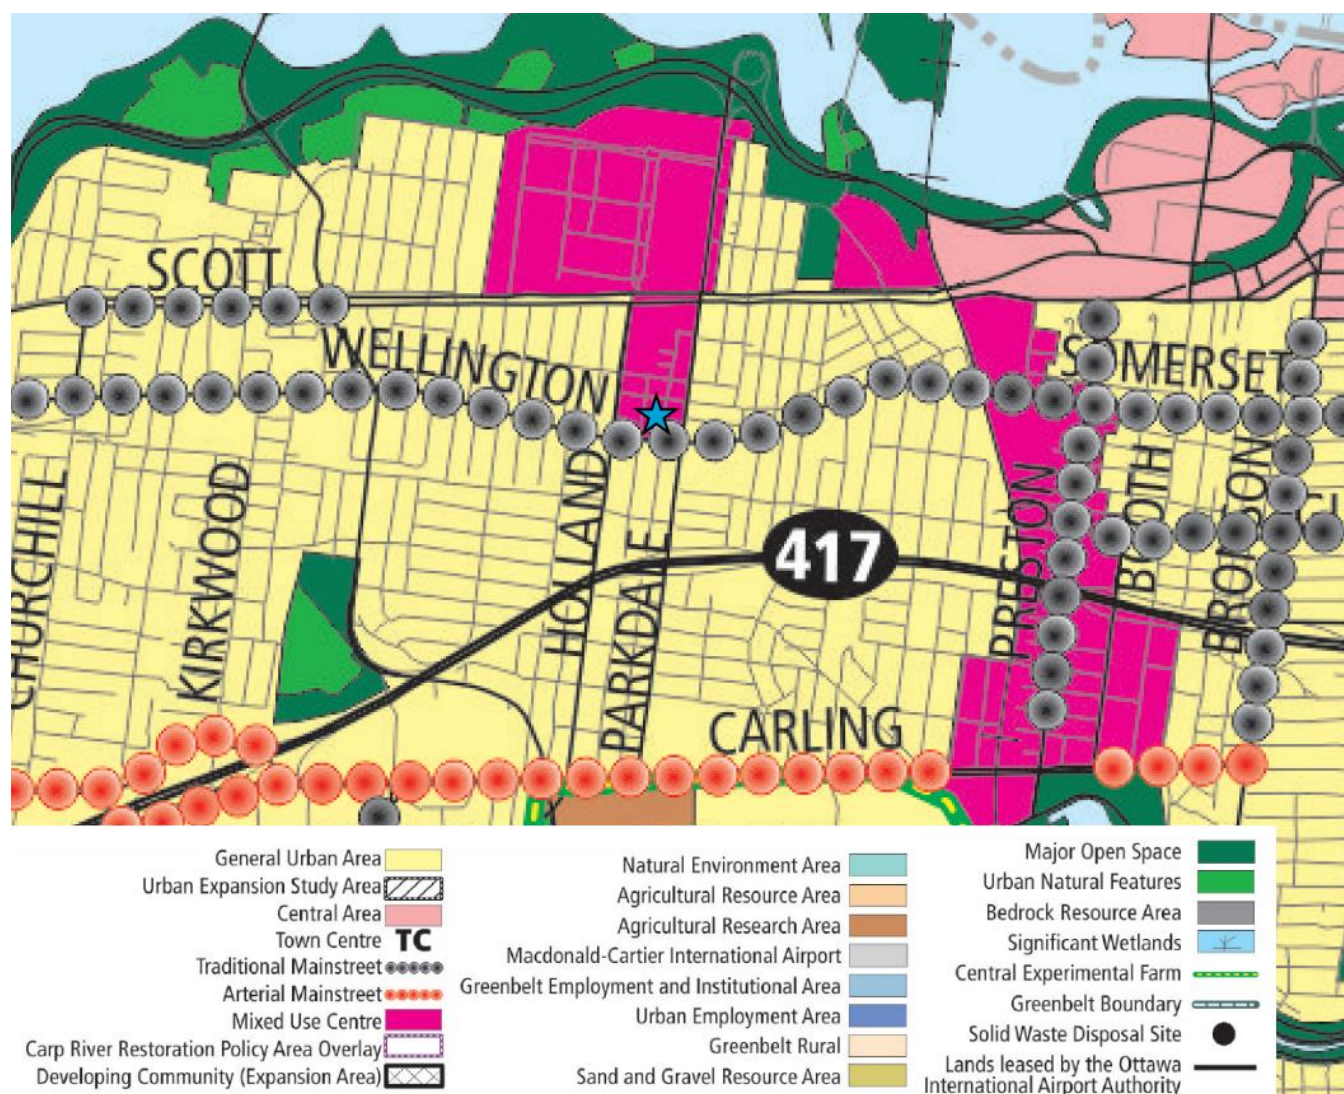 SCOTT
WELLINGTON
SOMERSET
CHURCHILL
KIRKWOOD
HOLLAND
PARKDALE
417
PRESTON
BOOTH
BRONSON
CARLING
General Urban Area
Urban Expansion Study Area
Central Area
Town Centre TC
Traditional Mainstreet
Arterial Mainstreet
Mixed Use Centre
Carp River Restoration Policy Area Overlay
Developing Community (Expansion Area)
Natural Environment Area
Agricultural Resource Area
Agricultural Research Area
Macdonald-Cartier International Airport
Greenbelt Employment and Institutional Area
Urban Employment Area
Greenbelt Rural
Sand and Gravel Resource Area
Major Open Space
Urban Natural Features
Bedrock Resource Area
Significant Wetlands
Central Experimental Farm
Greenbelt Boundary
Solid Waste Disposal Site
Lands leased by the Ottawa
International Airport Authority